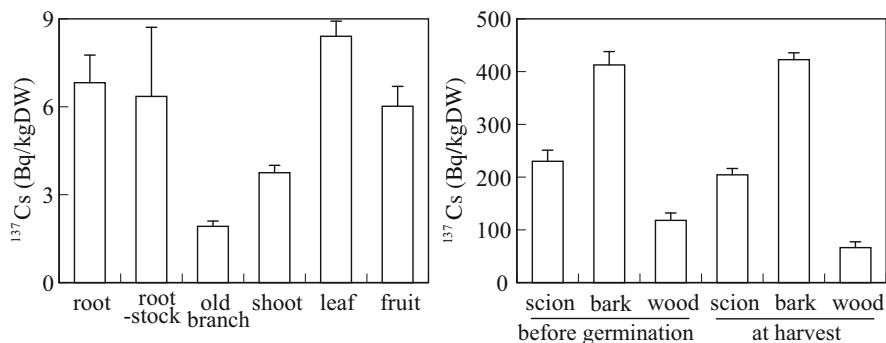 ¹³⁷Cs (Bq/kgDW)
9
6
3
0
root
root
-stock
old
branch
shoot
leaf
fruit
¹³⁷Cs (Bq/kgDW)
500
400
300
200
100
0
scion bark wood scion bark wood
before germination at harvest